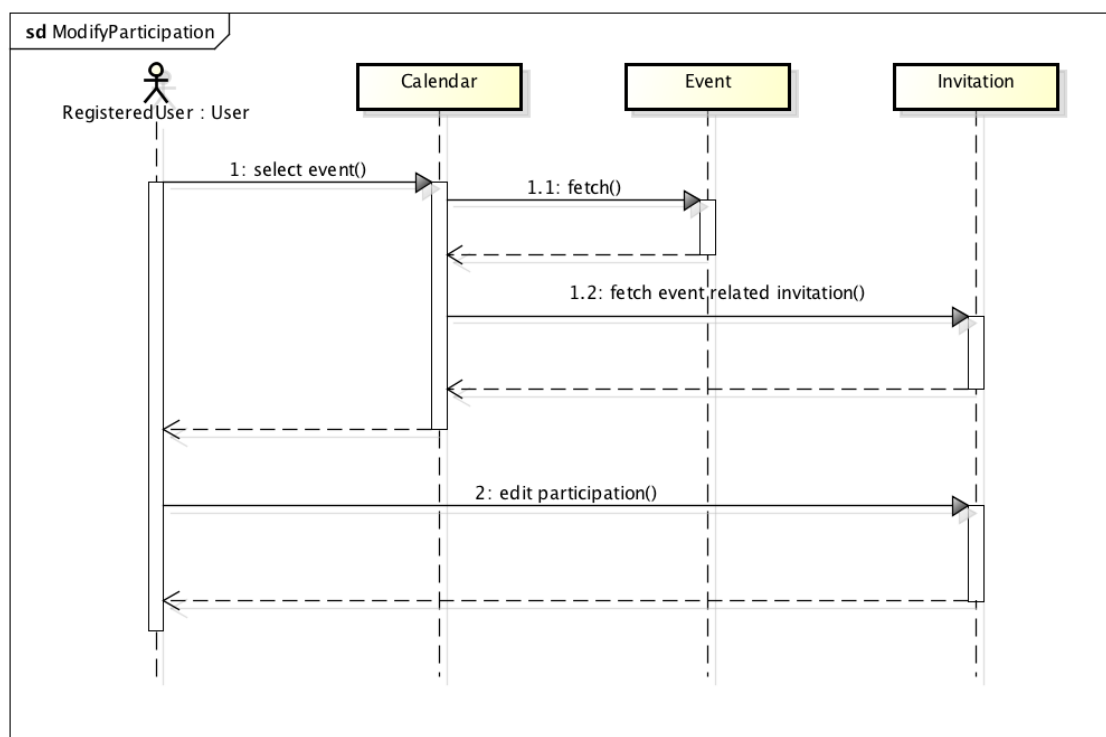 sd ModifyParticipation
RegisteredUser : User
Calendar
Event
Invitation
1: select event()
1.1: fetch()
1.2: fetch event related invitation()
2: edit participation()